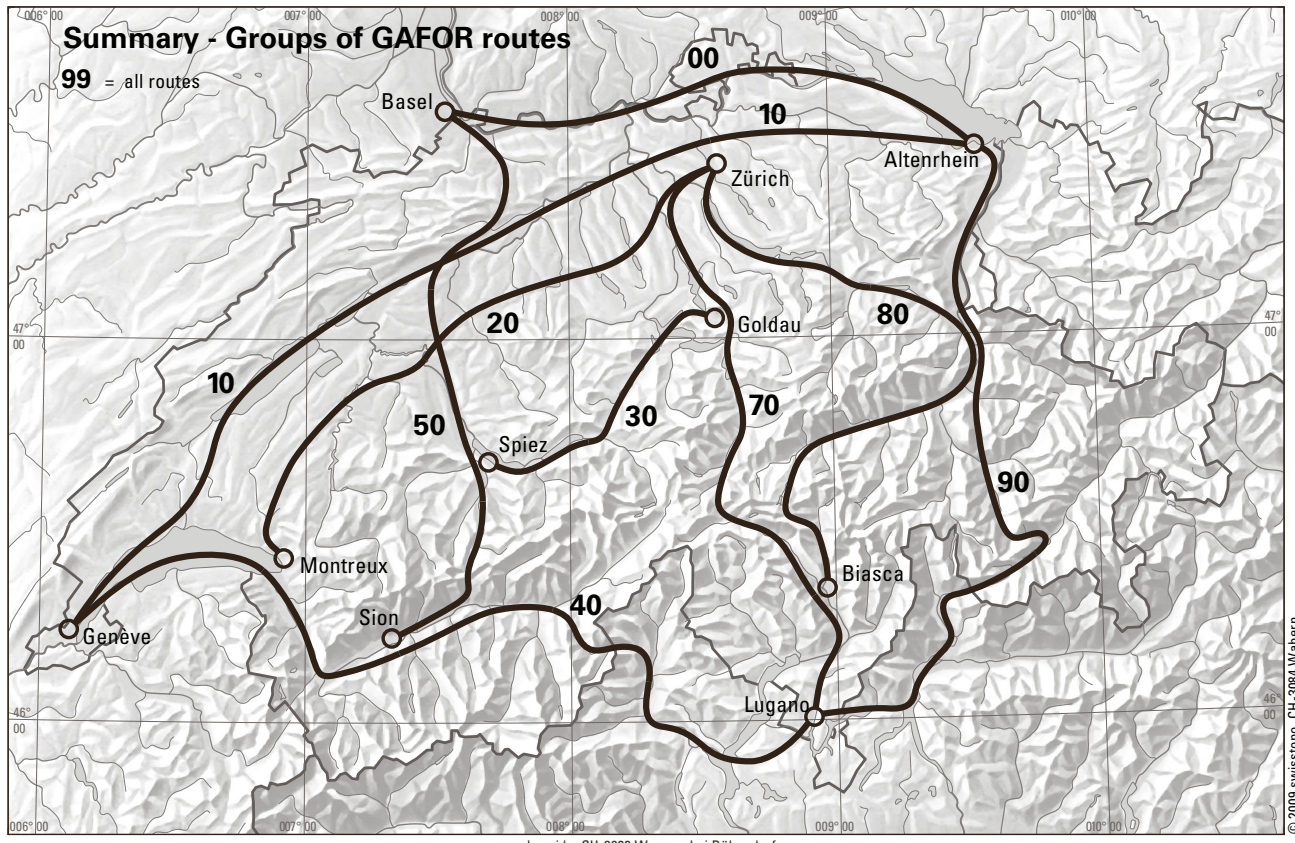 006° 00
007° 00
008° 00
009° 00
010° 00
Summary - Groups of GAFOR routes
99 = all routes
00
Basel
10
Altenrhein
Zürich
20
Goldau
80
47°
00
47°
00
10
50
Spiez
30
70
90
Montreux
Biasca
Sion
40
Genève
Lugano
46°
00
46°
00
006° 00
007° 00
008° 00
009° 00
010° 00
© 2009 swisstopo, CH-3084 Wabern